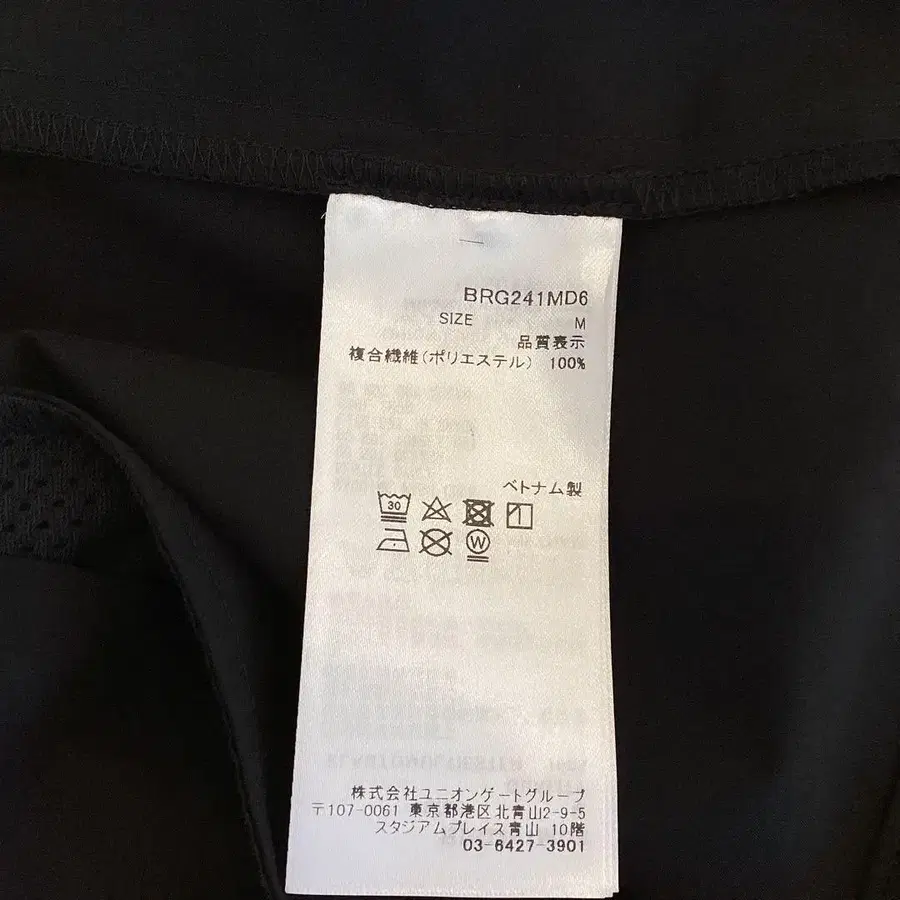 BRG241MD6
SIZE M
品質表示
複合繊維(ポリエステル) 100%
ベトナム製
30
W
株式会社ユニオンゲートグループ
〒107-0061 東京都港区北青山2-9-5
スタジアムプレイス青山 10階
03-6427-3901